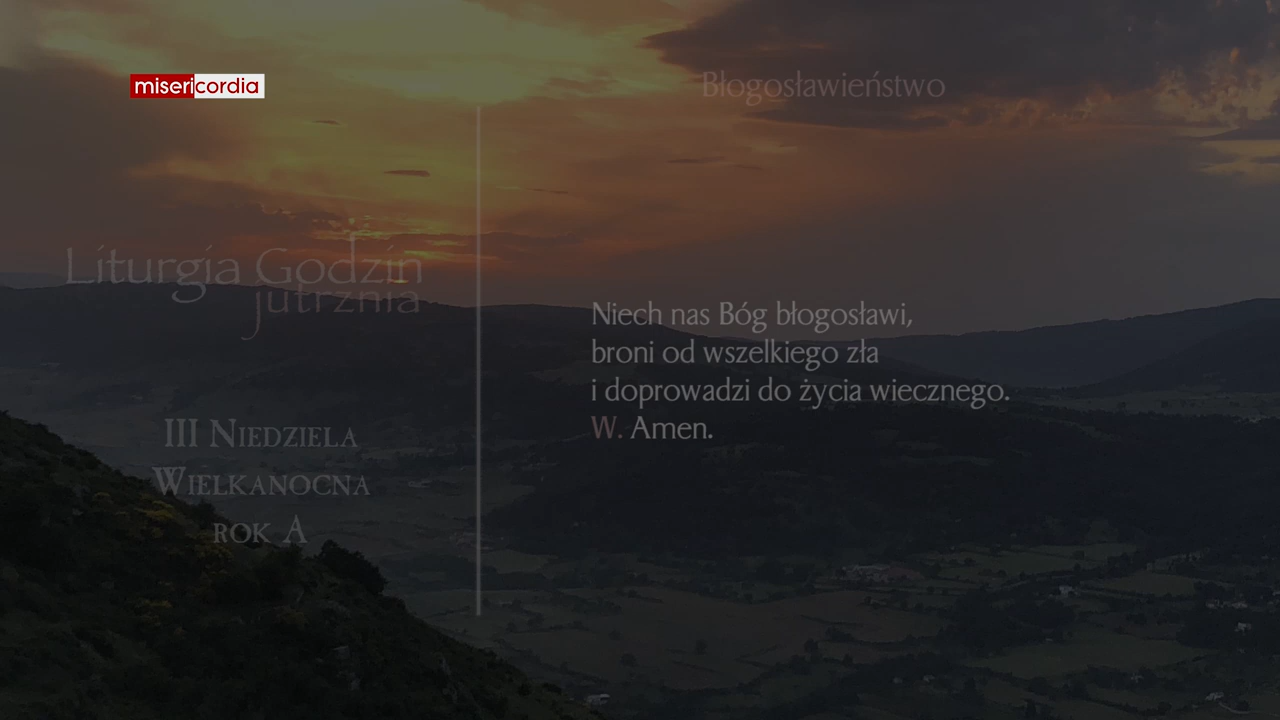 misericordia
Błogosławieństwo
Liturgia Godzin
jutrznia
III Niedziela
Wielkanocna
rok A
Niech nas Bóg błogosławi,
broni od wszelkiego zła
i doprowadzi do życia wiecznego.
W. Amen.